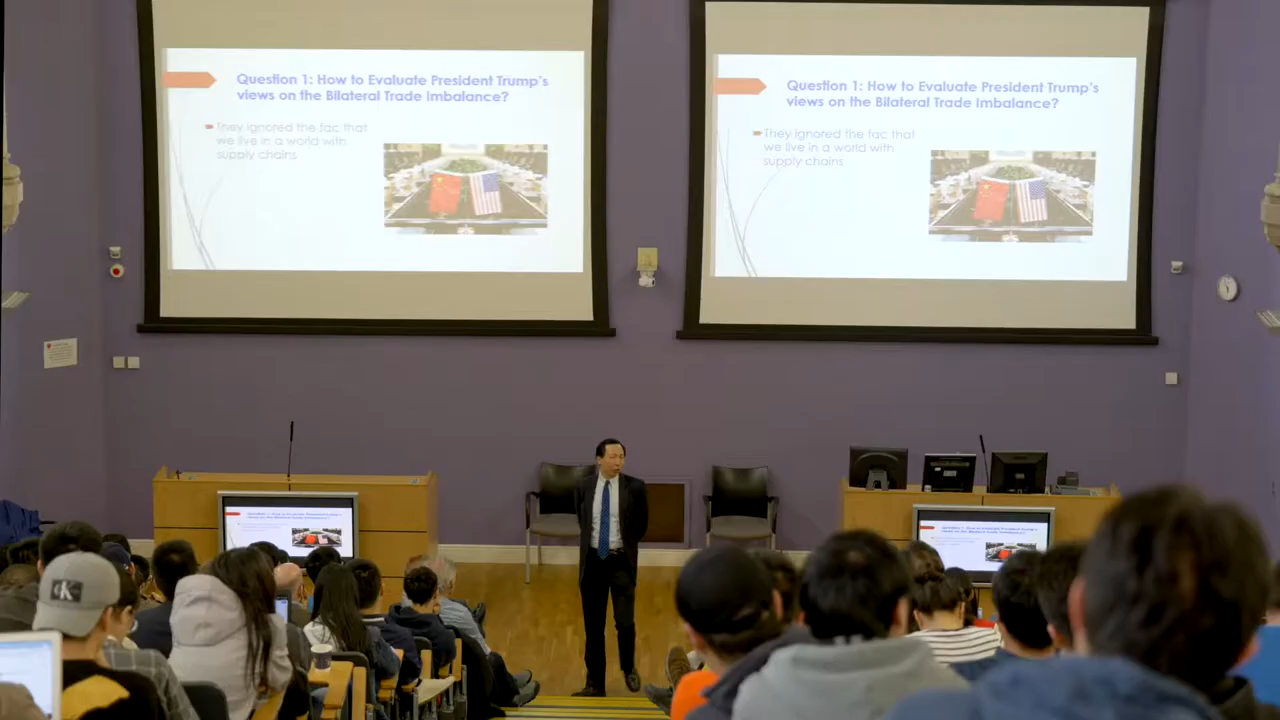 Question 1: How to Evaluate President Trump's
views on the Bilateral Trade Imbalance?
They ignored the fac that
we live in a world with
supply chains
Question 1: How to Evaluate President Trump's
views on the Bilateral Trade Imbalance?
They ignored the fact that
we live in a world with
supply chains
CK